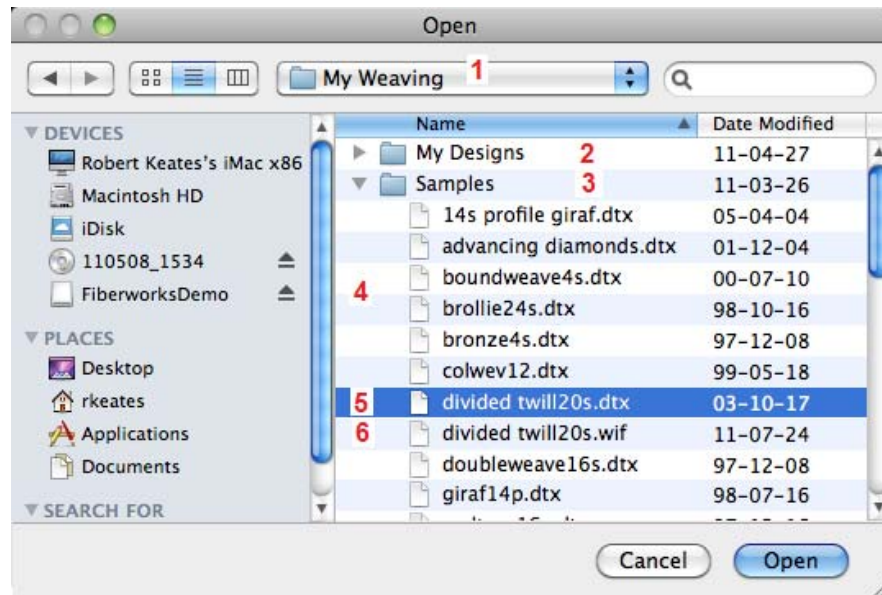 Open
My Weaving 1
DEVICES
Robert Keates's iMac x86
Macintosh HD
iDisk
110508_1534
FiberworksDemo
PLACES
Desktop
rkeates
Applications
Documents
SEARCH FOR
Name Date Modified
My Designs 2 11-04-27
Samples 3 11-03-26
14s profile giraf.dtx 05-04-04
advancing diamonds.dtx 01-12-04
boundweave4s.dtx 00-07-10
4 brollie24s.dtx 98-10-16
bronze4s.dtx 97-12-08
colwev12.dtx 99-05-18
5 divided twill20s.dtx 03-10-17
6 divided twill20s.wif 11-07-24
doubleweave16s.dtx 97-12-08
giraf14p.dtx 98-07-16
Cancel Open